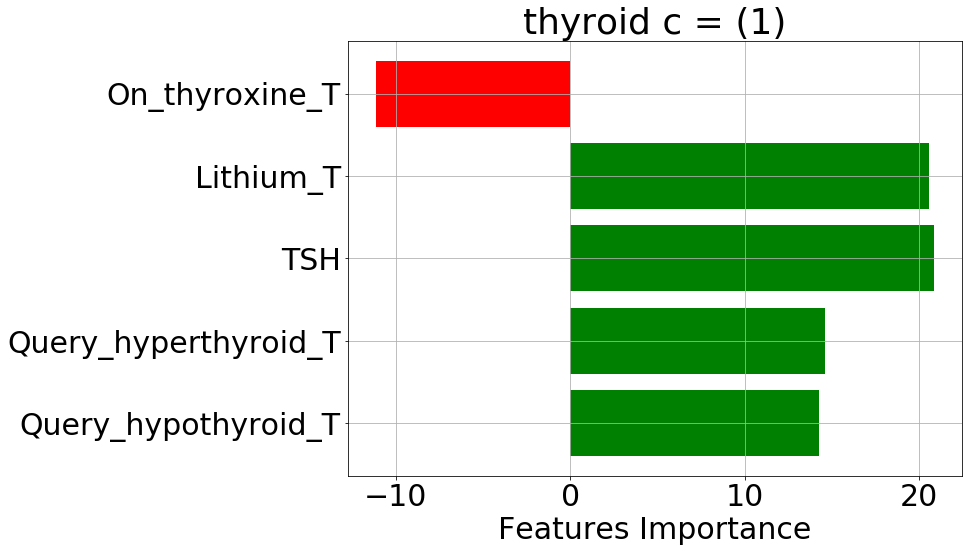 thyroid c = (1)
On_thyroxine_T
Lithium_T
TSH
Query_hyperthyroid_T
Query_hypothyroid_T
−10 0 10 20
Features Importance